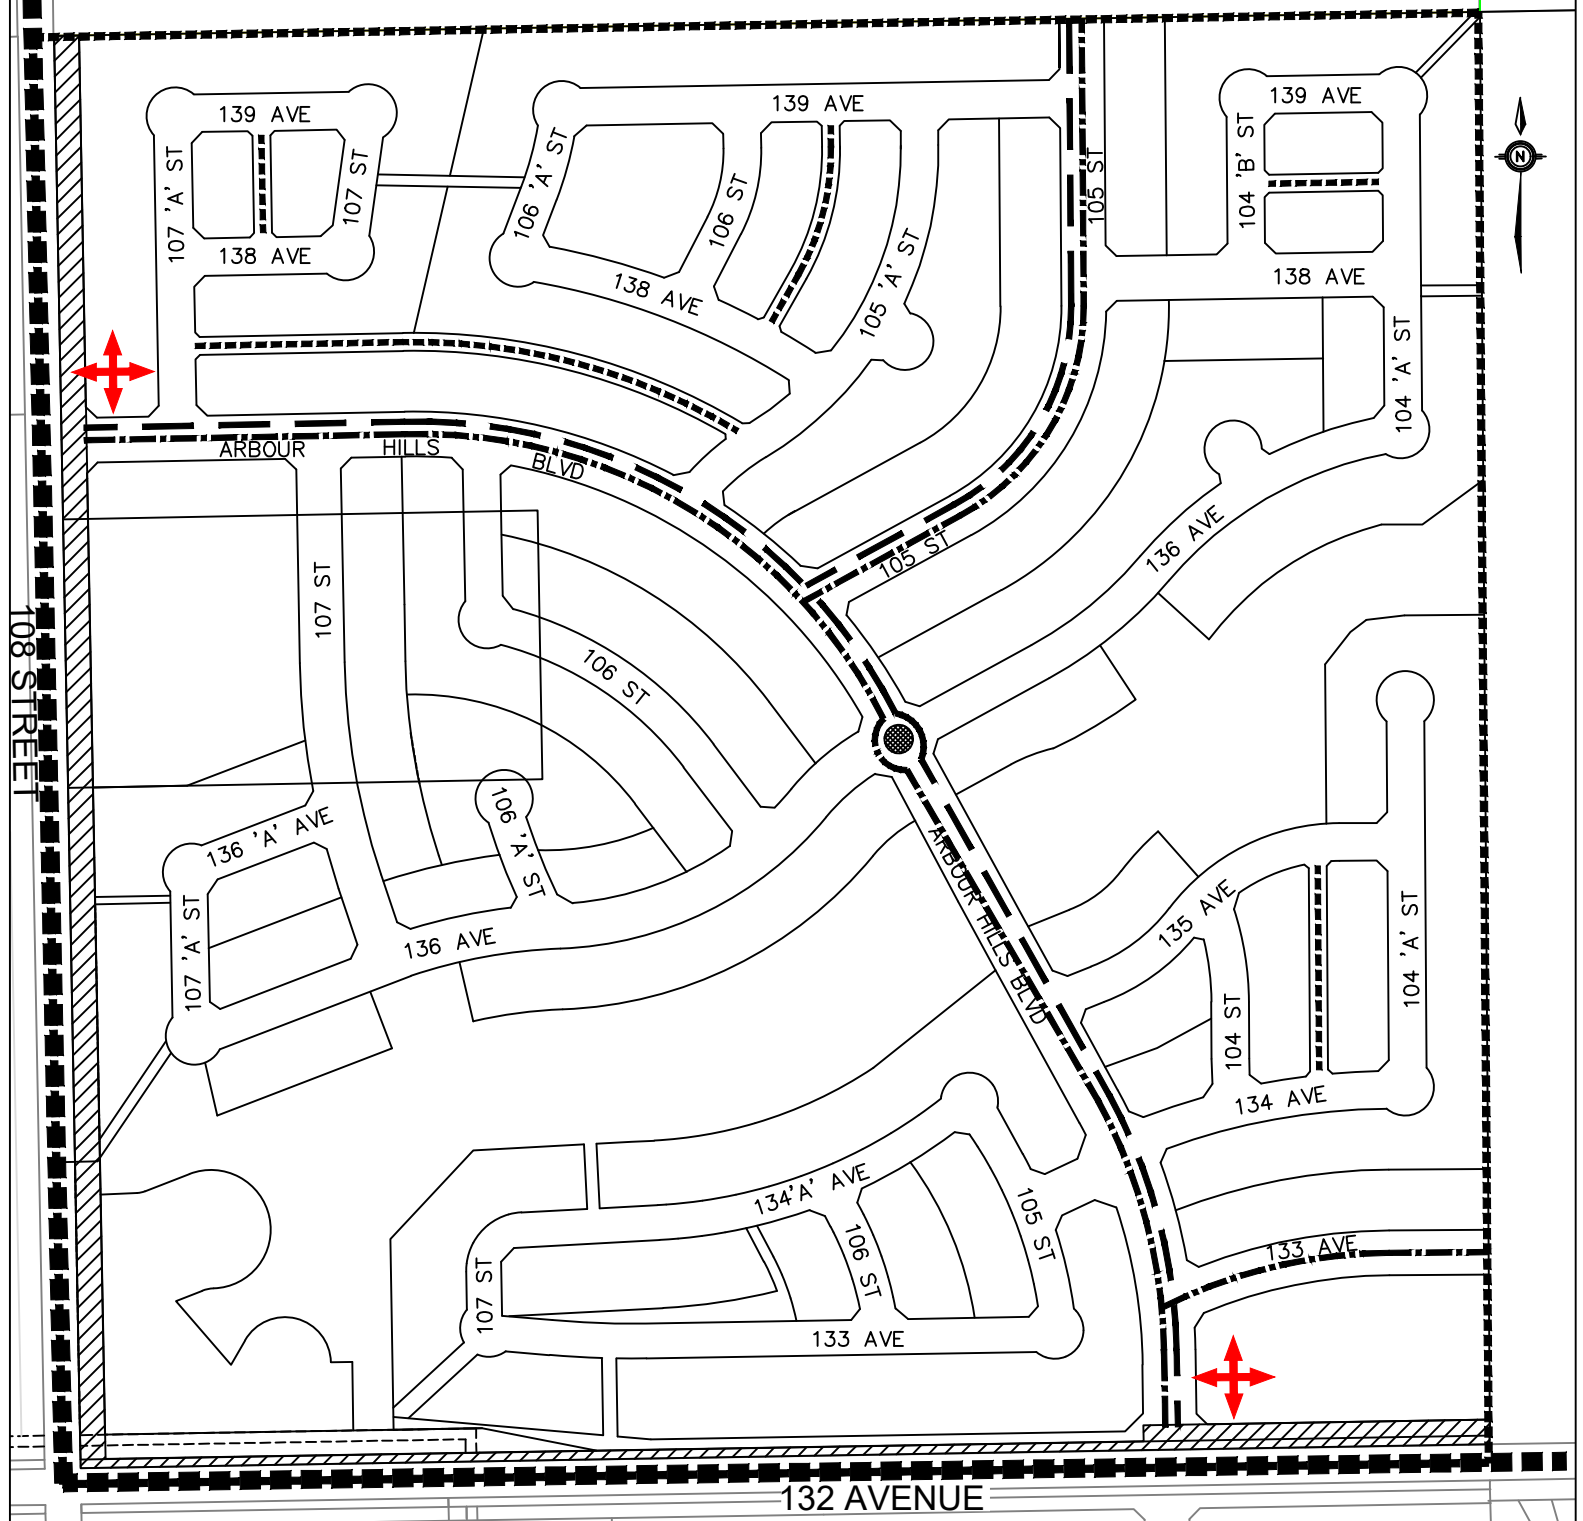 139 AVE
139 AVE
139 AVE
107 'A' ST
107 ST
106 'A' ST
106 ST
105 ST
104 'B' ST
N
138 AVE
138 AVE
105 'A' ST
138 AVE
104 'A' ST
ARBOUR HILLS BLVD
107 ST
105 ST
136 AVE
106 ST
108 STREET
136 'A' AVE
106 'A' ST
107 'A' ST
136 AVE
ARBOUR HILLS BLVD
135 AVE
104 'A' ST
104 ST
134 AVE
134'A' AVE
105 ST
106 ST
107 ST
133 AVE
133 AVE
132 AVENUE